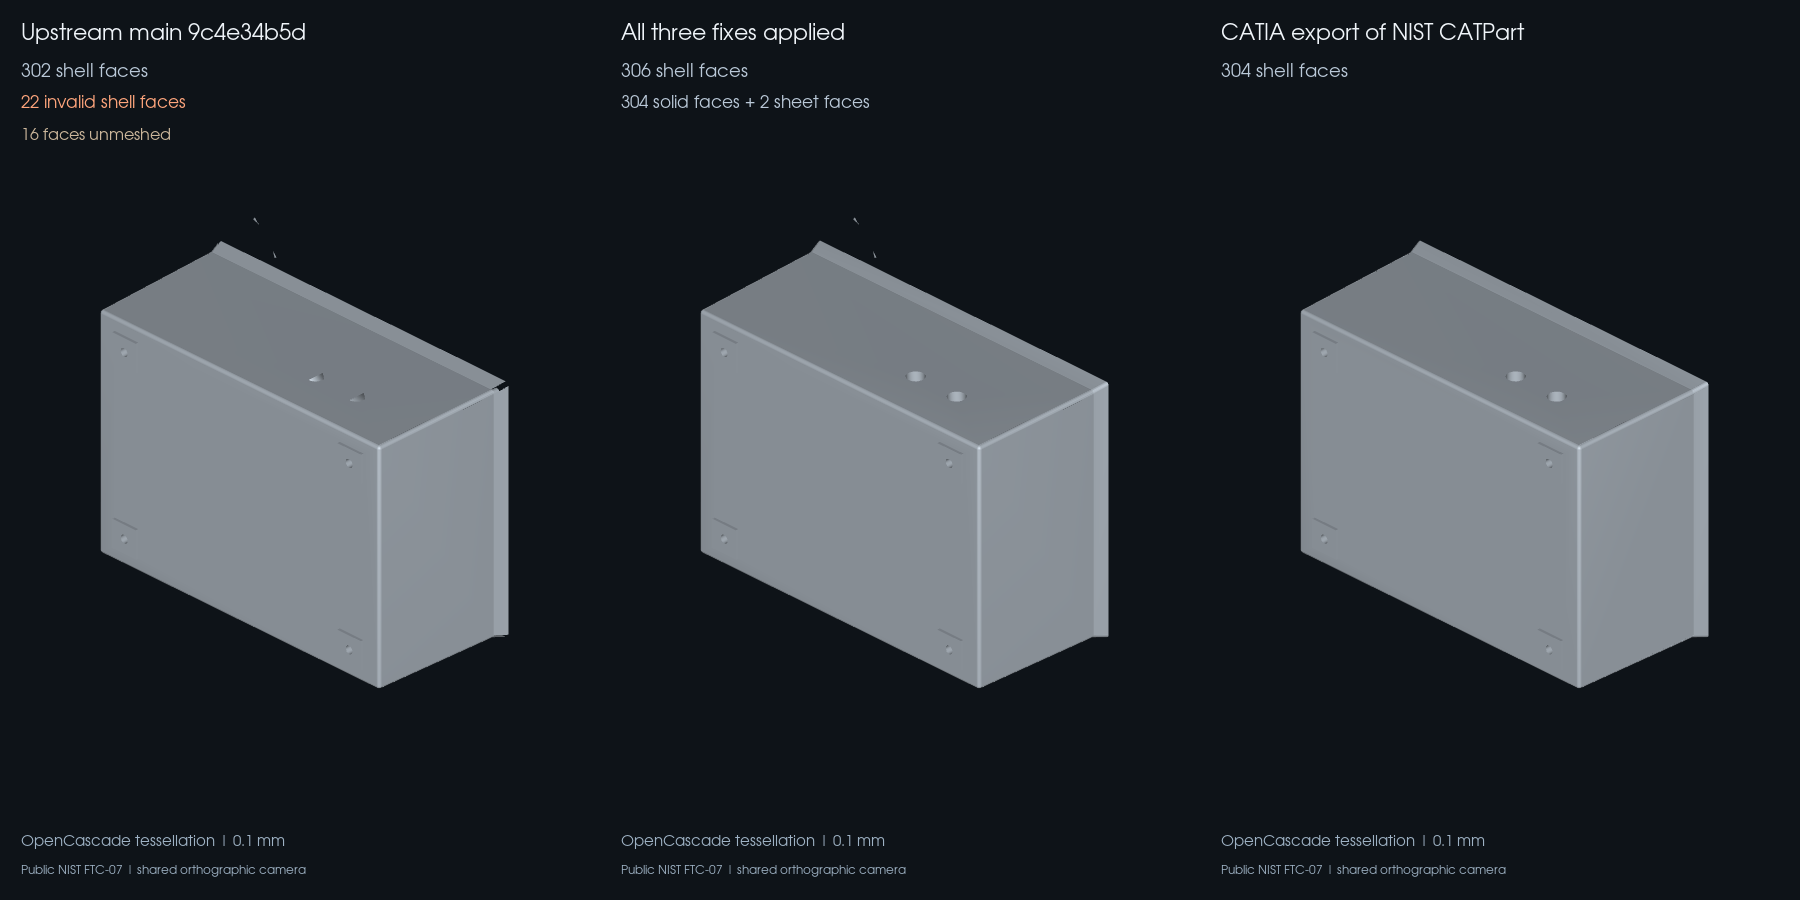 Upstream main 9c4e34b5d
302 shell faces
22 invalid shell faces
16 faces unmeshed
OpenCascade tessellation | 0.1 mm
Public NIST FTC-07 | shared orthographic camera
All three fixes applied
306 shell faces
304 solid faces + 2 sheet faces
OpenCascade tessellation | 0.1 mm
Public NIST FTC-07 | shared orthographic camera
CATIA export of NIST CATPart
304 shell faces
OpenCascade tessellation | 0.1 mm
Public NIST FTC-07 | shared orthographic camera